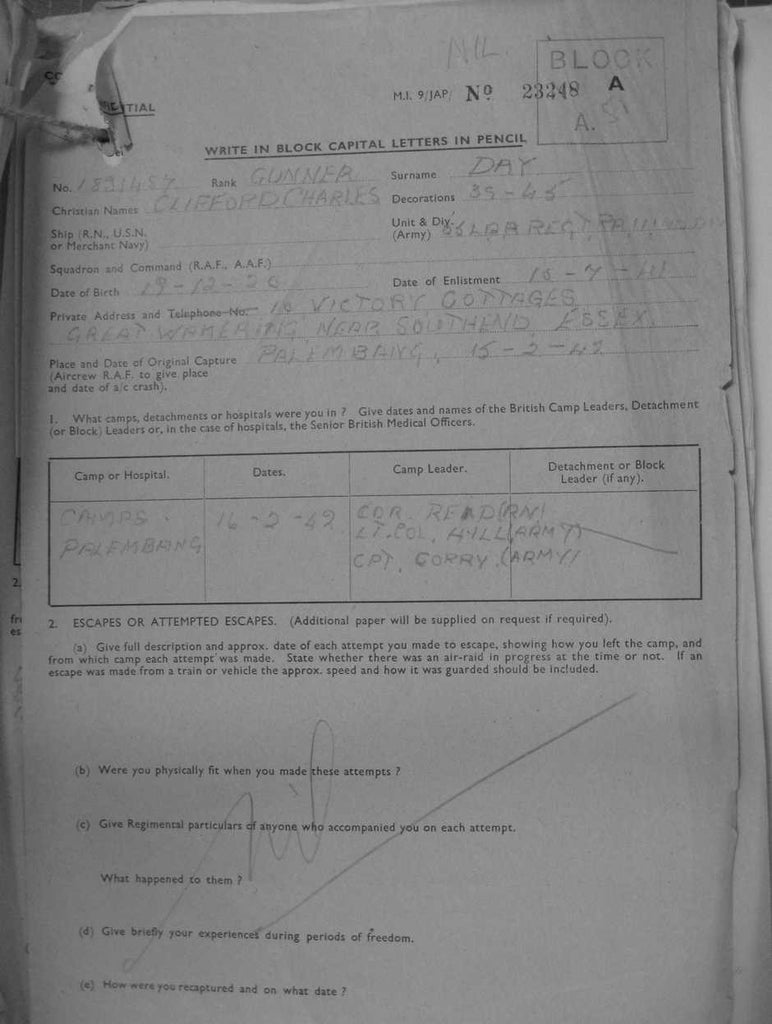 NIL.
BLOCK
M.I. 9/JAP/ No 23248 A
A.
TIAL
WRITE IN BLOCK CAPITAL LETTERS IN PENCIL
No. Rank GUNNER Surname DAY
Christian Names CLIFFORD CHARLES Decorations 39-45
Ship (R.N., U.S.N. or Merchant Navy) Unit & Div. (Army) REGT
Squadron and Command (R.A.F., A.A.F.)
Date of Birth 19-12-20 Date of Enlistment
Private Address and Telephone No. VICTORY COTTAGES
GREAT WAKERING, NEAR SOUTHEND ESSEX.
Place and Date of Original Capture PALEMBANG, 15-2-42
(Aircrew R.A.F. to give place
and date of a/c crash).
1. What camps, detachments or hospitals were you in ? Give dates and names of the British Camp Leaders, Detachment
(or Block) Leaders or, in the case of hospitals, the Senior British Medical Officers.
Camp or Hospital. Dates. Camp Leader. Detachment or Block
Leader (if any).
CAMPS. 16-2-42 CDR. READ (RN)
LT. COL. HILL (ARMY)
PALEMBANG CPT. CORRY. (ARMY)
2. ESCAPES OR ATTEMPTED ESCAPES. (Additional paper will be supplied on request if required).
(a) Give full description and approx. date of each attempt you made to escape, showing how you left the camp, and
from which camp each attempt was made. State whether there was an air-raid in progress at the time or not. If an
escape was made from a train or vehicle the approx. speed and how it was guarded should be included.
(b) Were you physically fit when you made these attempts ?
(c) Give Regimental particulars of anyone who accompanied you on each attempt.
nil
What happened to them ?
(d) Give briefly your experiences during periods of freedom.
(e) How were you recaptured and on what date ?